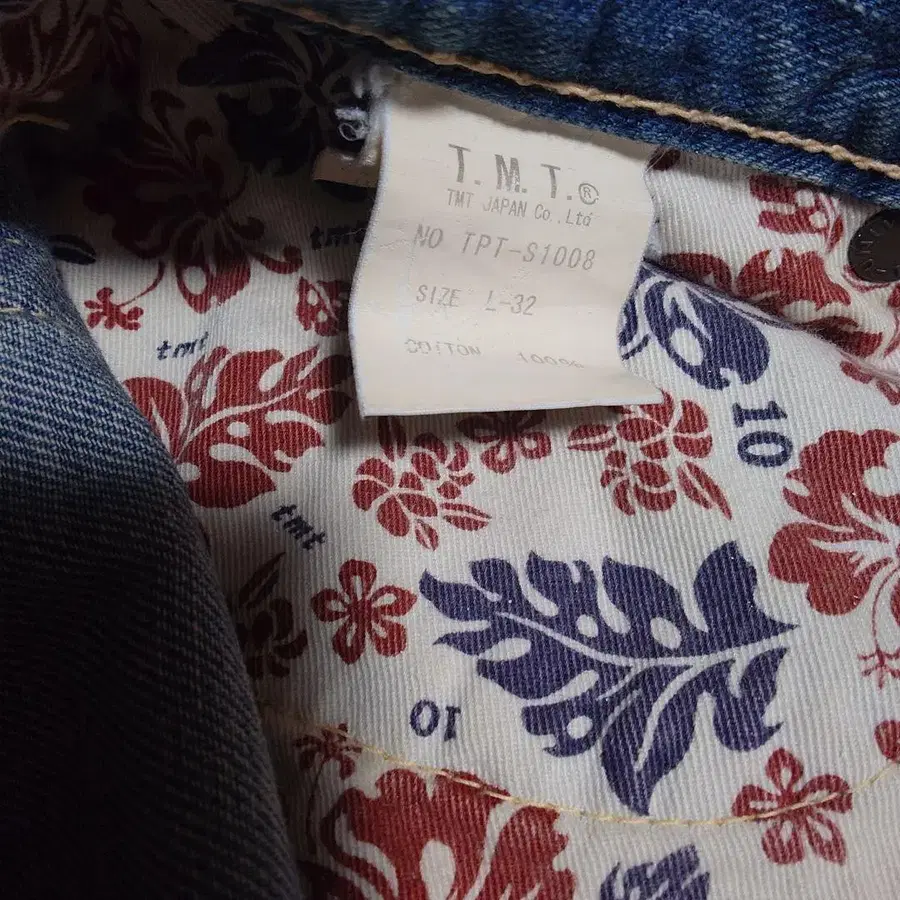 T.M.T.®
TMT JAPAN Co.,Ltd
NO TPT-S1008
SIZE L-32
COTTON 100%
tmt
tmt
10
tmt
10